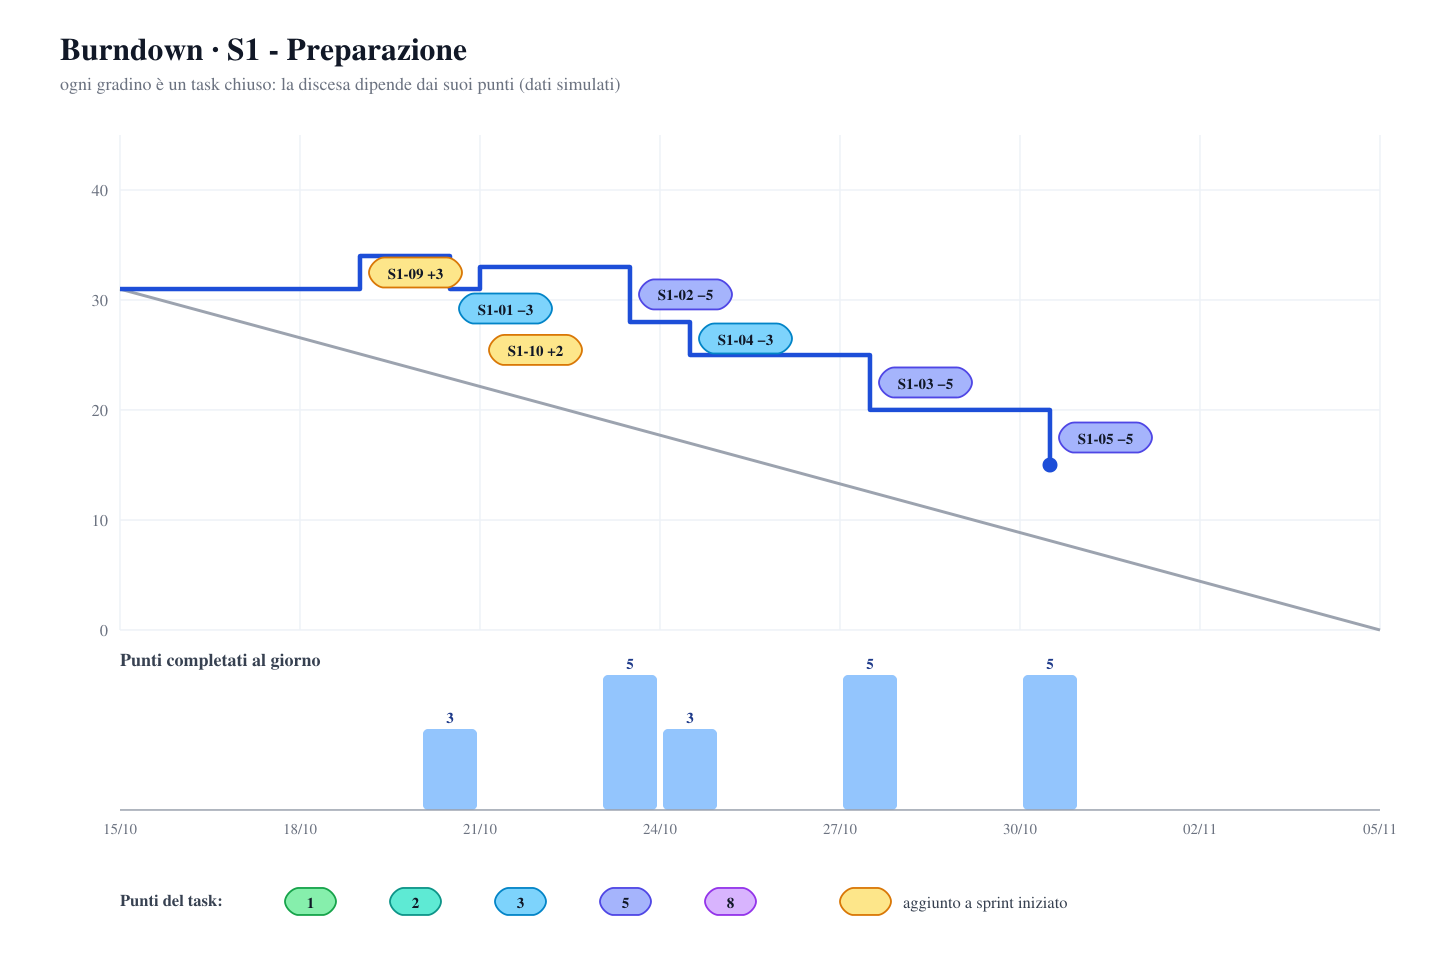 Burndown · S1 - Preparazione
ogni gradino è un task chiuso: la discesa dipende dai suoi punti (dati simulati)
40
S1-09 +3
S1-02 −5
30
S1-01 −3
S1-04 −3
S1-10 +2
S1-03 −5
20
S1-05 −5
10
0
Punti completati al giorno
3
5
3
5
5
15/10 18/10 21/10 24/10 27/10 30/10 02/11 05/11
Punti del task: 1 2 3 5 8 aggiunto a sprint iniziato